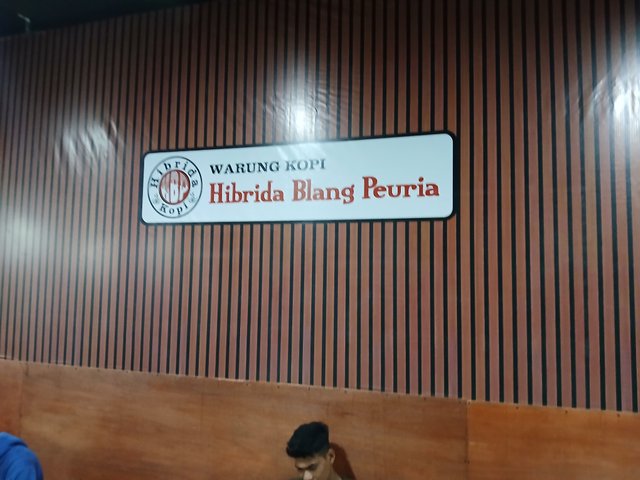 Hibrida
Kopi
WARUNG KOPI
Hibrida Blang Peuria